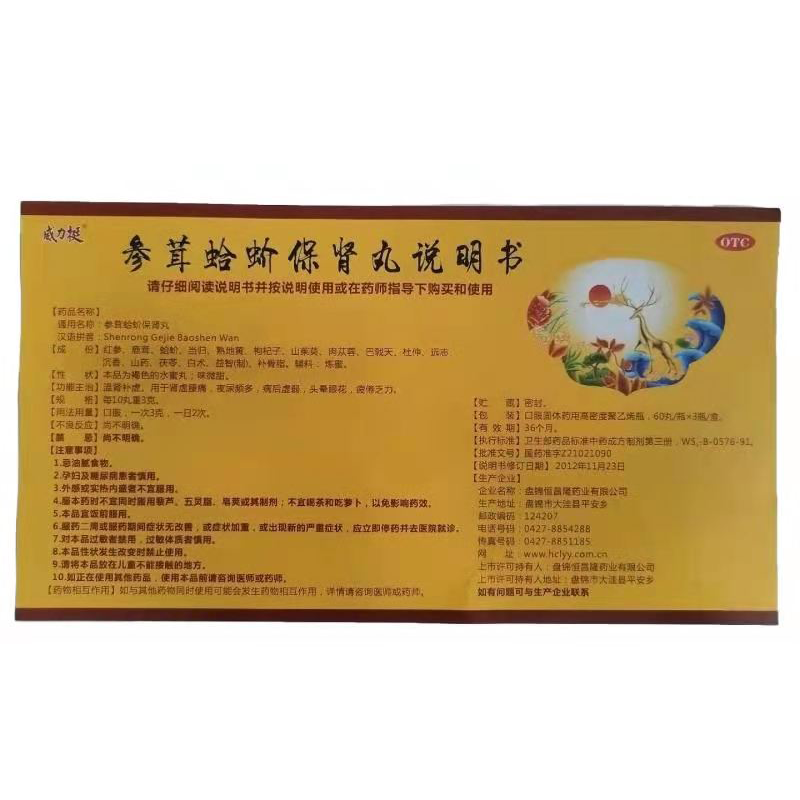 威力挺
参茸蛤蚧保肾丸说明书
OTC
请仔细阅读说明书并按说明使用或在药师指导下购买和使用
【药品名称】
通用名称：参茸蛤蚧保肾丸
汉语拼音：Shenrong Gejie Baoshen Wan
【成 份】红参、鹿茸、蛤蚧、当归、熟地黄、枸杞子、山茱萸、肉苁蓉、巴戟天、杜仲、远志
沉香、山药、茯苓、白术、益智(制)、补骨脂。辅料：炼蜜。
【性 状】本品为褐色的水蜜丸；味微甜。
【功能主治】温肾补虚。用于肾虚腰痛，夜尿频多，病后虚弱，头晕眼花，疲倦乏力。
【规 格】每10丸重3克。
【用法用量】口服，一次3克，一日2次。
【不良反应】尚不明确。
【禁 忌】尚不明确。
【注意事项】
1.忌油腻食物。
2.孕妇及糖尿病患者慎用。
3.外感或实热内盛者不宜服用。
4.服本药时不宜同时服用藜芦、五灵脂、皂荚或其制剂；不宜喝茶和吃萝卜，以免影响药效。
5.本品宜饭前服用。
6.服药二周或服药期间症状无改善，或症状加重，或出现新的严重症状，应立即停药并去医院就诊。
7.对本品过敏者禁用，过敏体质者慎用。
8.本品性状发生改变时禁止使用。
9.请将本品放在儿童不能接触的地方。
10.如正在使用其他药品，使用本品前请咨询医师或药师。
【药物相互作用】如与其他药物同时使用可能会发生药物相互作用，详情请咨询医师或药师。
【贮 藏】密封。
【包 装】口服固体药用高密度聚乙烯瓶，60丸/瓶×3瓶/盒。
【有 效 期】36个月。
【执行标准】卫生部药品标准中药成方制剂第三册，WS₃-B-0576-91。
【批准文号】国药准字Z21021090
【说明书修订日期】2012年11月23日
【生产企业】
企业名称：盘锦恒昌隆药业有限公司
生产地址：盘锦市大洼县平安乡
邮政编码：124207
电话号码：0427-8854288
传真号码：0427-8851185
网 址：www.hclyy.com.cn
上市许可持有人：盘锦恒昌隆药业有限公司
上市许可持有人地址：盘锦市大洼县平安乡
如有问题可与生产企业联系